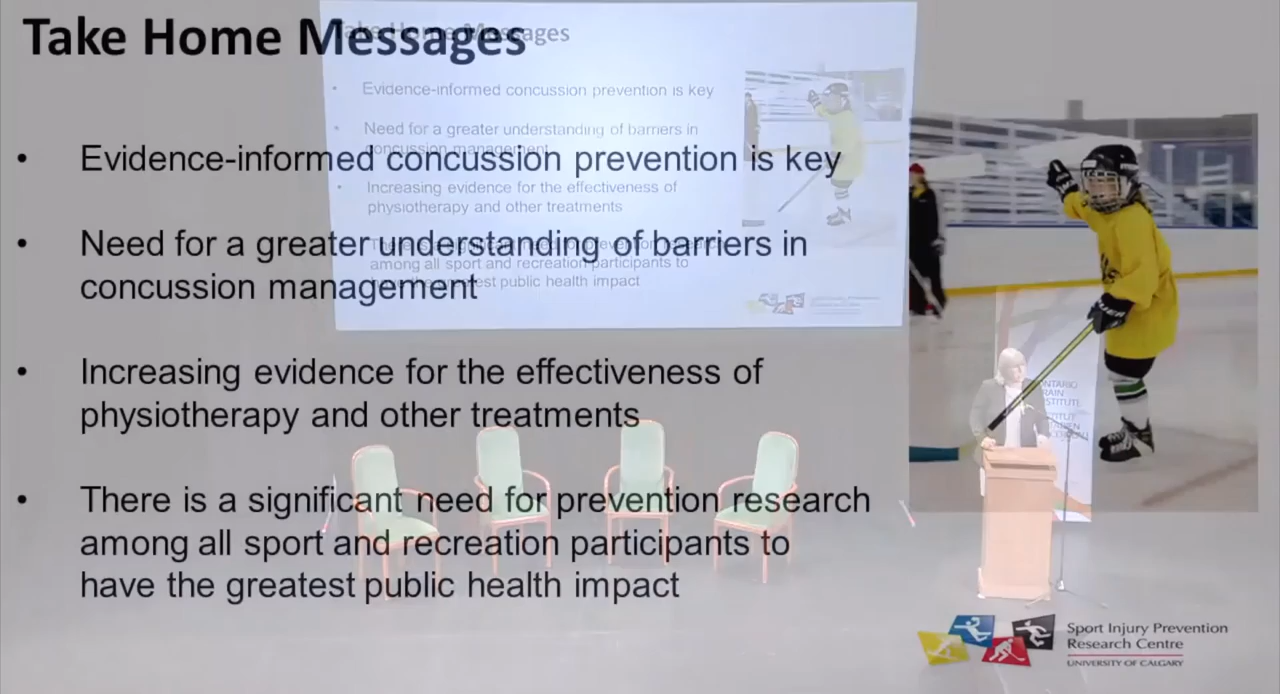 Take Home Messages
• Evidence-informed concussion prevention is key
• Need for a greater understanding of barriers in
concussion management
• Increasing evidence for the effectiveness of
physiotherapy and other treatments
• There is a significant need for prevention research
among all sport and recreation participants to
have the greatest public health impact
Sport Injury Prevention
Research Centre
UNIVERSITY OF CALGARY
Take Home Messages
• Evidence-informed concussion prevention is key
• Need for a greater understanding of barriers in
concussion management
• Increasing evidence for the effectiveness of
physiotherapy and other treatments
There is a significant need for prevention research
among all sport and recreation participants to
have the greatest public health impact
ONTARIO
BRAIN
INSTITUTE